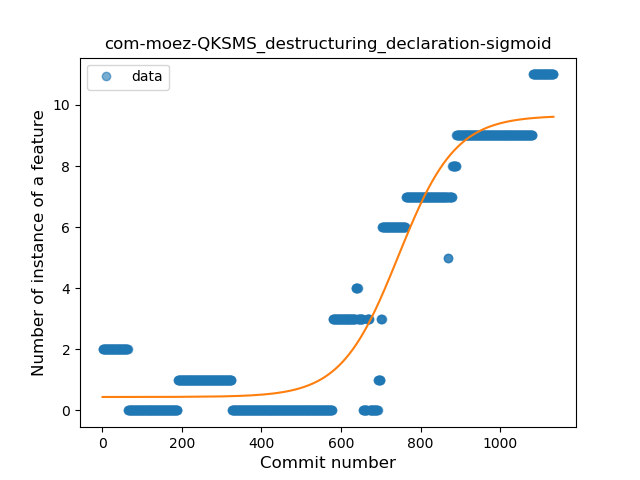 com-moez-QKSMS_destructuring_declaration-sigmoid
data
Number of instance of a feature
10
8
6
4
2
0
0 200 400 600 800 1000
Commit number